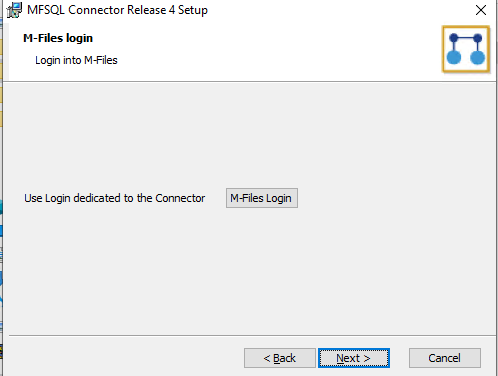 MFSQL Connector Release 4 Setup
M-Files login
Login into M-Files
Use Login dedicated to the Connector M-Files Login
< Back Next > Cancel